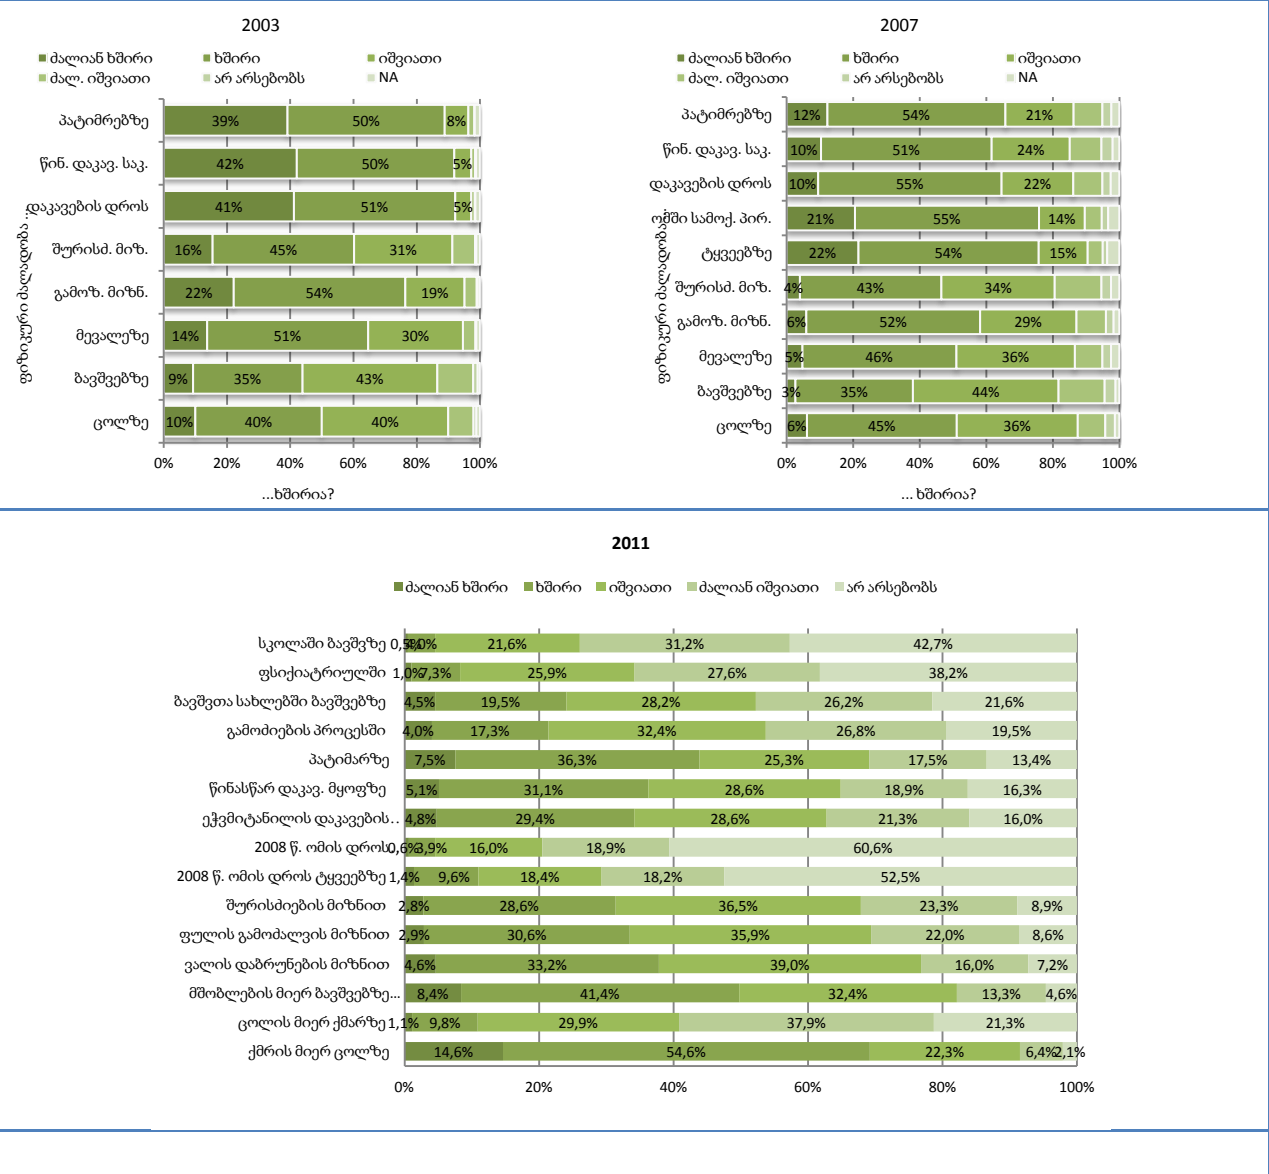 2003
ძალიან ხშირი ხშირი იშვიათი
ძალ. იშვიათი არ არსებობს NA
ფიზიკური ძალადობა ...
პატიმრებზე 39% 50% 8%
წინ. დაკავ. საკ. 42% 50% 5%
დაკავების დროს 41% 51% 5%
შურისძ. მიზ. 16% 45% 31%
გამოზ. მიზნ. 22% 54% 19%
მევალეზე 14% 51% 30%
ბავშვებზე 9% 35% 43%
ცოლზე 10% 40% 40%
0% 20% 40% 60% 80% 100%
...ხშირია?
2007
ძალიან ხშირი ხშირი იშვიათი
ძალ. იშვიათი არ არსებობს NA
ფიზიკური ძალადობა...
პატიმრებზე 12% 54% 21%
წინ. დაკავ. საკ. 10% 51% 24%
დაკავების დროს 10% 55% 22%
ომში სამოქ. პირ. 21% 55% 14%
ტყვეებზე 22% 54% 15%
შურისძ. მიზ. 4% 43% 34%
გამოზ. მიზნ. 6% 52% 29%
მევალეზე 5% 46% 36%
ბავშვებზე 3% 35% 44%
ცოლზე 6% 45% 36%
0% 20% 40% 60% 80% 100%
... ხშირია?
2011
ძალიან ხშირი ხშირი იშვიათი ძალიან იშვიათი არ არსებობს
სკოლაში ბავშვზე 0,5% 4,0% 21,6% 31,2% 42,7%
ფსიქიატრიულში 1,0% 7,3% 25,9% 27,6% 38,2%
ბავშვთა სახლებში ბავშვებზე 4,5% 19,5% 28,2% 26,2% 21,6%
გამოძიების პროცესში 4,0% 17,3% 32,4% 26,8% 19,5%
პატიმარზე 7,5% 36,3% 25,3% 17,5% 13,4%
წინასწარ დაკავ. მყოფზე 5,1% 31,1% 28,6% 18,9% 16,3%
ეჭვმიტანილის დაკავების.. 4,8% 29,4% 28,6% 21,3% 16,0%
2008 წ. ომის დროს.. 0,6% 3,9% 16,0% 18,9% 60,6%
2008 წ. ომის დროს ტყვეებზე 1,4% 9,6% 18,4% 18,2% 52,5%
შურისძიების მიზნით 2,8% 28,6% 36,5% 23,3% 8,9%
ფულის გამოძალვის მიზნით 2,9% 30,6% 35,9% 22,0% 8,6%
ვალის დაბრუნების მიზნით 4,6% 33,2% 39,0% 16,0% 7,2%
მშობლების მიერ ბავშვებზე... 8,4% 41,4% 32,4% 13,3% 4,6%
ცოლის მიერ ქმარზე 1,1% 9,8% 29,9% 37,9% 21,3%
ქმრის მიერ ცოლზე 14,6% 54,6% 22,3% 6,4% 2,1%
0% 20% 40% 60% 80% 100%